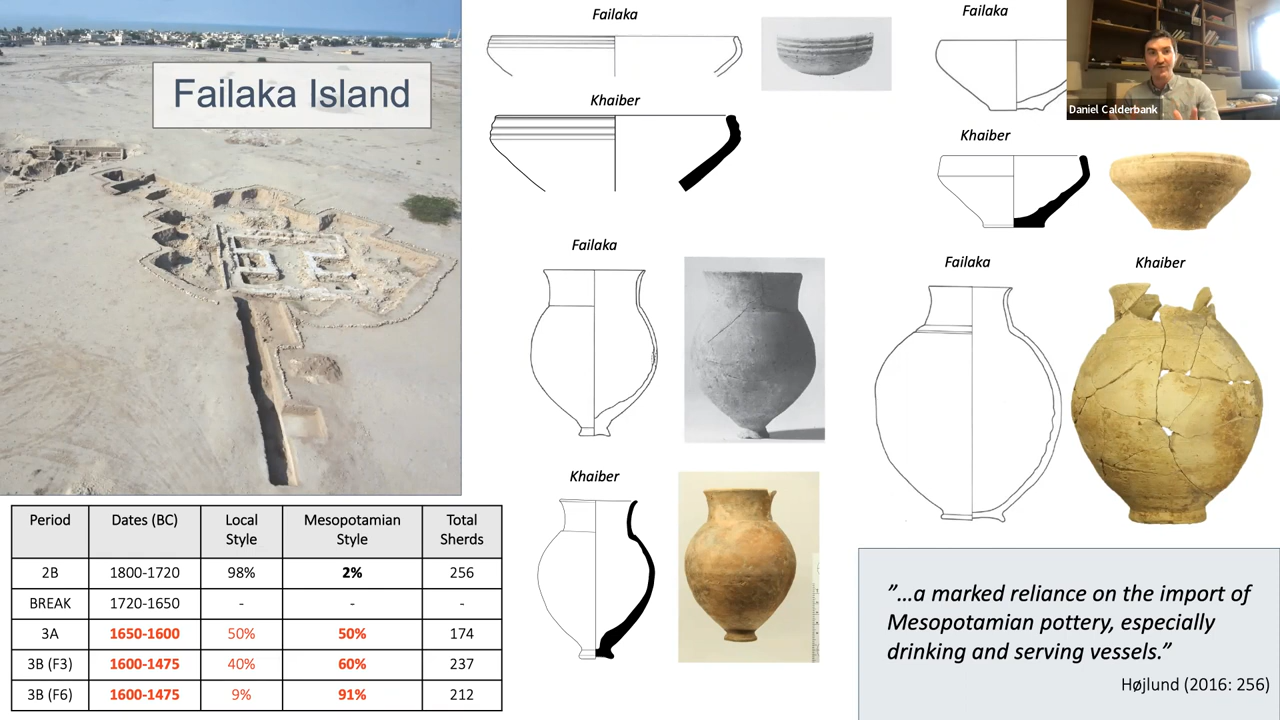 Failaka Island
Failaka
Khaiber
Failaka
Khaiber
Failaka
Khaiber
Failaka
Khaiber
Daniel Calderbank
Period Dates (BC) Local Style Mesopotamian Style Total Sherds
2B 1800-1720 98% 2% 256
BREAK 1720-1650 - - -
3A 1650-1600 50% 50% 174
3B (F3) 1600-1475 40% 60% 237
3B (F6) 1600-1475 9% 91% 212
"...a marked reliance on the import of
Mesopotamian pottery, especially
drinking and serving vessels."
Højlund (2016: 256)